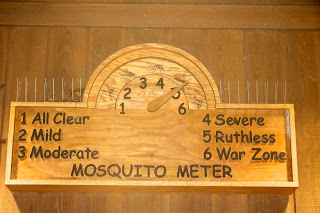 1 2 3 4 5 6
1 All Clear
2 Mild
3 Moderate
4 Severe
5 Ruthless
6 War Zone
MOSQUITO METER